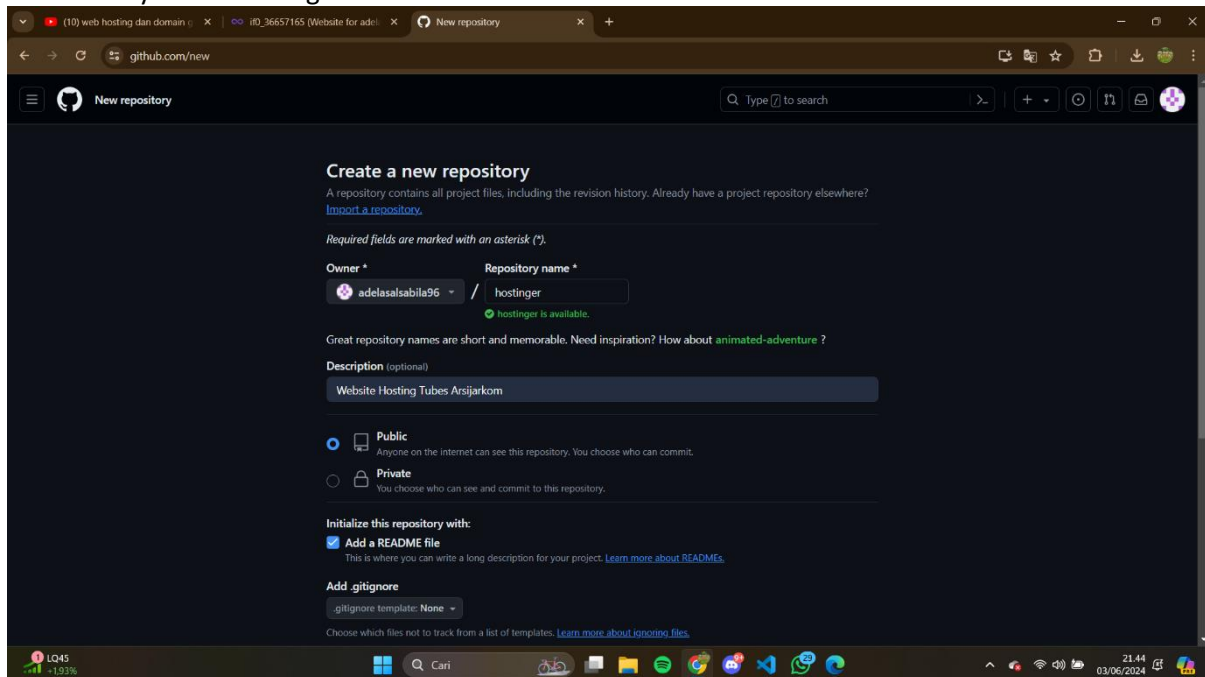 (10) web hosting dan domain g
if0_36657165 (Website for adel
New repository
github.com/new
New repository
Type / to search
Create a new repository
A repository contains all project files, including the revision history. Already have a project repository elsewhere?
Import a repository.
Required fields are marked with an asterisk (*).
Owner *
Repository name *
adelasalsabila96
/
hostinger
hostinger is available.
Great repository names are short and memorable. Need inspiration? How about animated-adventure ?
Description (optional)
Website Hosting Tubes Arsijarkom
Public
Anyone on the internet can see this repository. You choose who can commit.
Private
You choose who can see and commit to this repository.
Initialize this repository with:
Add a README file
This is where you can write a long description for your project. Learn more about READMEs.
Add .gitignore
.gitignore template: None
Choose which files not to track from a list of templates. Learn more about ignoring files.
1
LQ45
+1,93%
Cari
29
21.44
03/06/2024